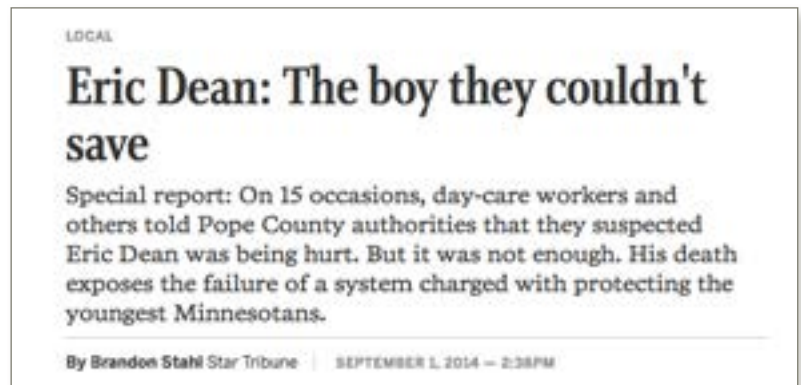 LOCAL
Eric Dean: The boy they couldn't
save
Special report: On 15 occasions, day-care workers and
others told Pope County authorities that they suspected
Eric Dean was being hurt. But it was not enough. His death
exposes the failure of a system charged with protecting the
youngest Minnesotans.
By Brandon Stahl Star Tribune | SEPTEMBER 1, 2014 — 2:38PM